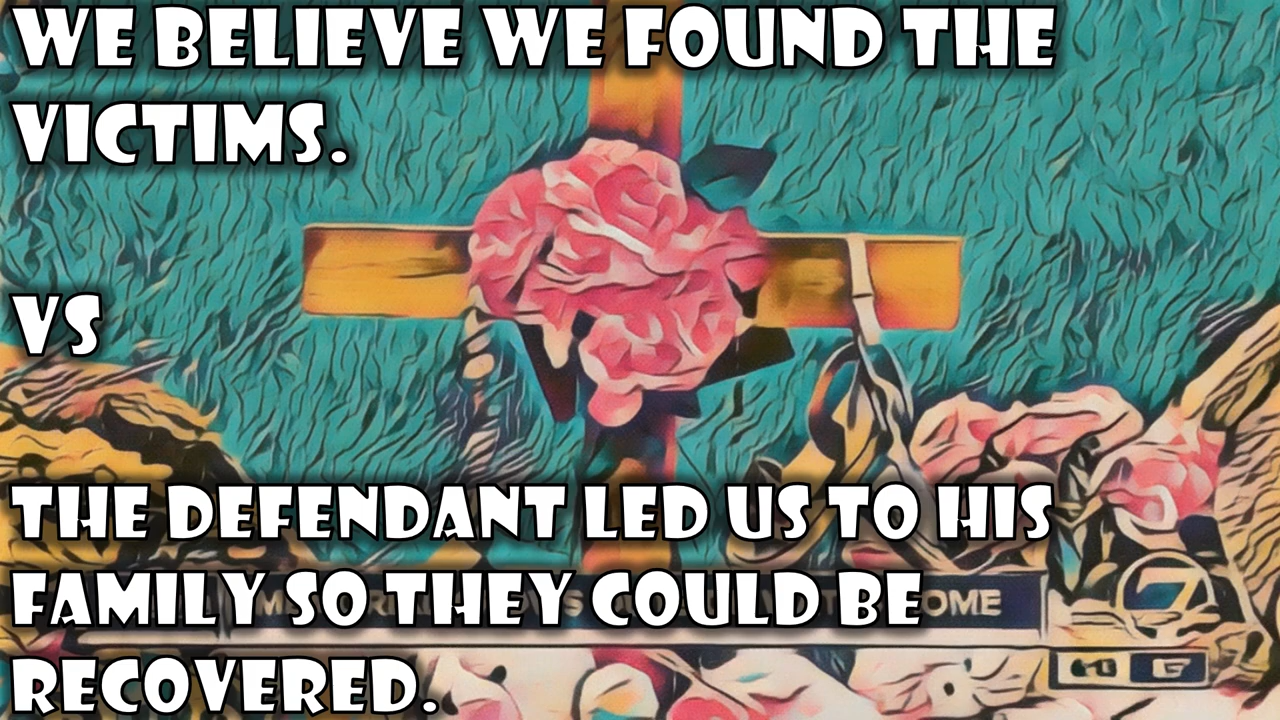 WE BELIEVE WE FOUND THE
VICTIMS.
VS
THE DEFENDANT LED US TO HIS
FAMILY SO THEY COULD BE
RECOVERED.
7